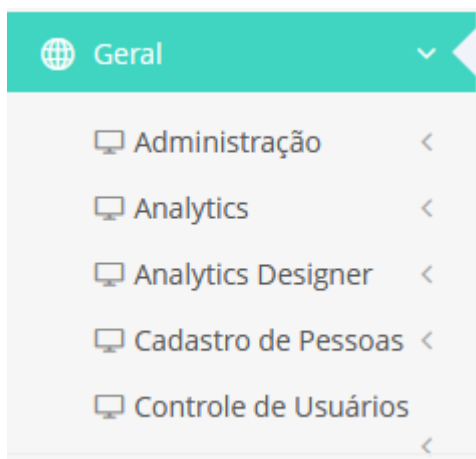 Geral
Administração
Analytics
Analytics Designer
Cadastro de Pessoas
Controle de Usuários